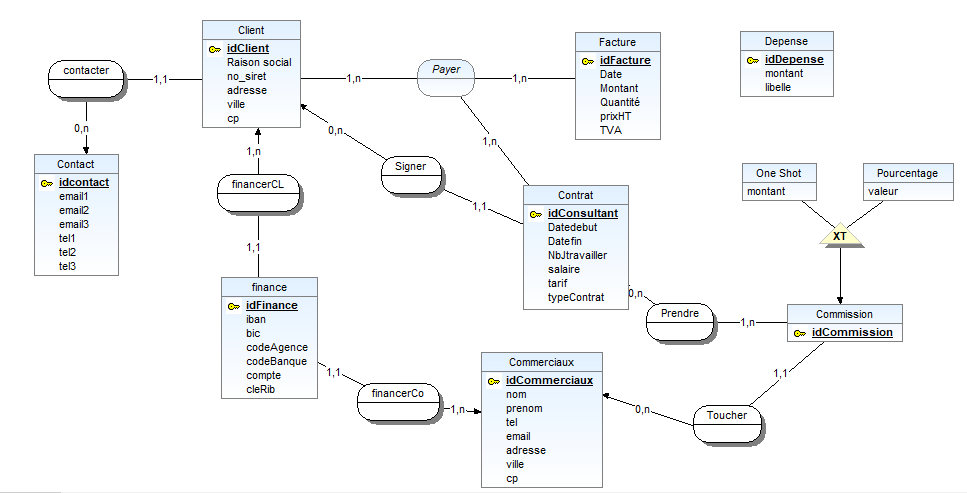 Client
idClient
Raison social
no_siret
adresse
ville
cp
contacter
1,1
0,n
Contact
idcontact
email1
email2
email3
tel1
tel2
tel3
1,n
Payer
1,n
Facture
idFacture
Date
Montant
Quantité
prixHT
TVA
Depense
idDepense
montant
libelle
0,n
Signer
1,1
1,n
1,n
financerCL
1,1
Contrat
idConsultant
Datedebut
Datefin
NbJtravailler
salaire
tarif
typeContrat
One Shot
montant
Pourcentage
valeur
XT
finance
idFinance
iban
bic
codeAgence
codeBanque
compte
cleRib
0,n
Prendre
1,n
Commission
idCommission
1,1
financerCo
1,n
Commerciaux
idCommerciaux
nom
prenom
tel
email
adresse
ville
cp
0,n
Toucher
1,1